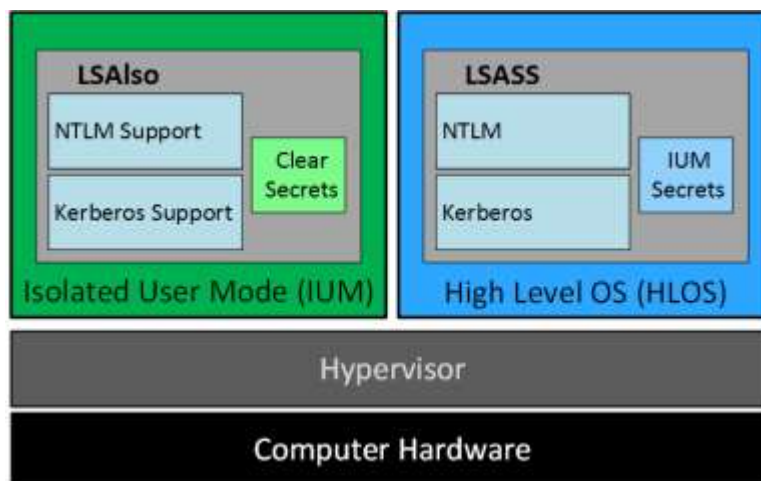 LSAIso
NTLM Support
Kerberos Support
Clear
Secrets
Isolated User Mode (IUM)
LSASS
NTLM
Kerberos
IUM
Secrets
High Level OS (HLOS)
Hypervisor
Computer Hardware